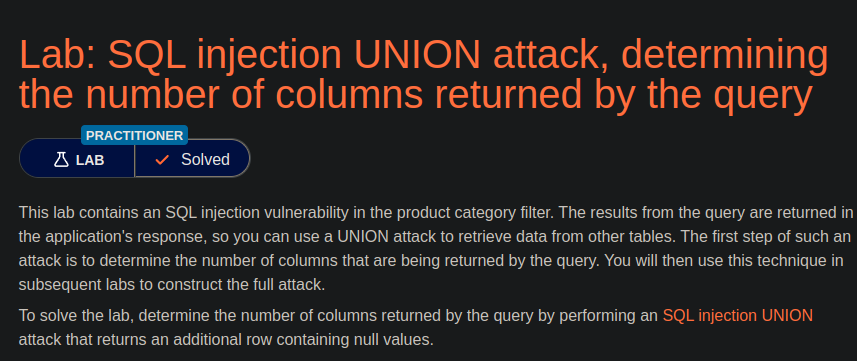 Lab: SQL injection UNION attack, determining
the number of columns returned by the query
PRACTITIONER
LAB
Solved
This lab contains an SQL injection vulnerability in the product category filter. The results from the query are returned in
the application's response, so you can use a UNION attack to retrieve data from other tables. The first step of such an
attack is to determine the number of columns that are being returned by the query. You will then use this technique in
subsequent labs to construct the full attack.
To solve the lab, determine the number of columns returned by the query by performing an SQL injection UNION
attack that returns an additional row containing null values.